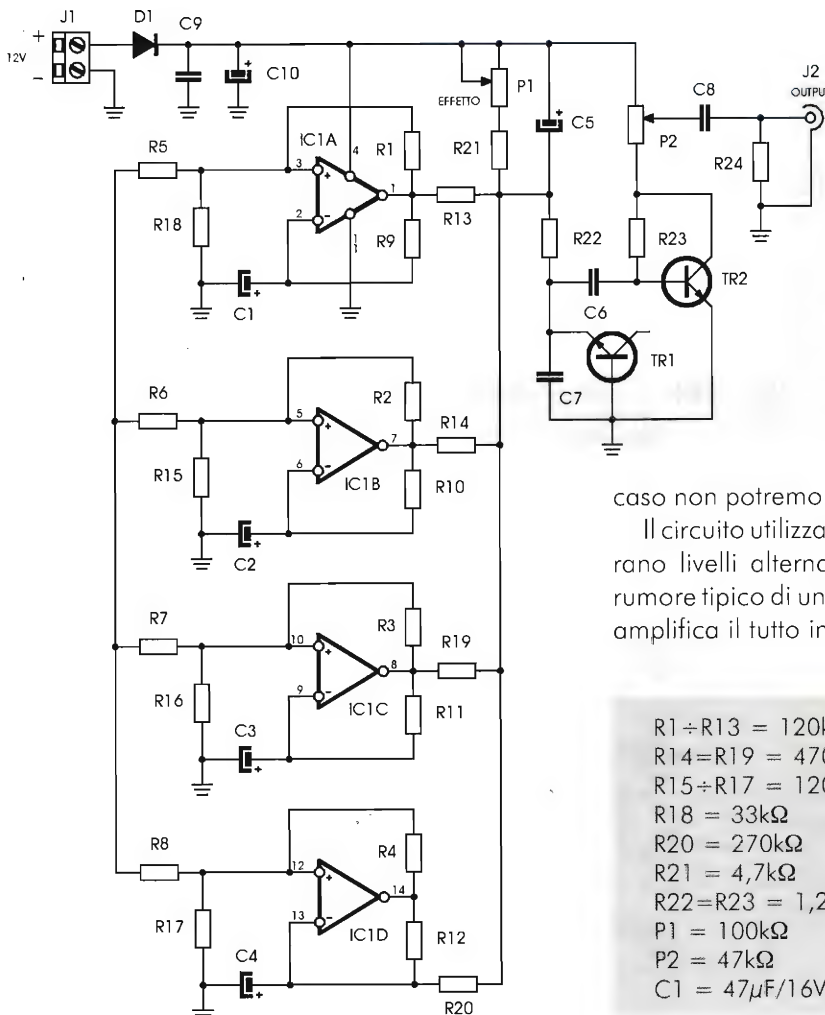 J1
D1
C9
+
12V
−
C10
EFFETTO
P1
C5
C8
J2
P2
R24
R5
IC1A
R1
R21
4
3
+
1
R13
R18
2
−
R9
R22
R23
TR2
C1
+
C6
TR1
C7
R6
R2
5
+
7
R14
R15
6
−
IC1B
R10
C2
+
R7
R3
10
+
8
R19
R16
9
−
IC1C
R11
C3
+
R8
R4
12
+
14
R17
13
−
IC1D
R12
C4
+
R20
caso non potremo
Il circuito utilizza
rano livelli
rumore tipico di un
amplifica il tutto in
R1÷R13 = 120k
R14=R19 = 470
R15÷R17 = 120
R18 = 33kΩ
R20 = 270kΩ
R21 = 4,7kΩ
R22=R23 = 1,2
P1 = 100kΩ
P2 = 47kΩ
C1 = 47µF/16V